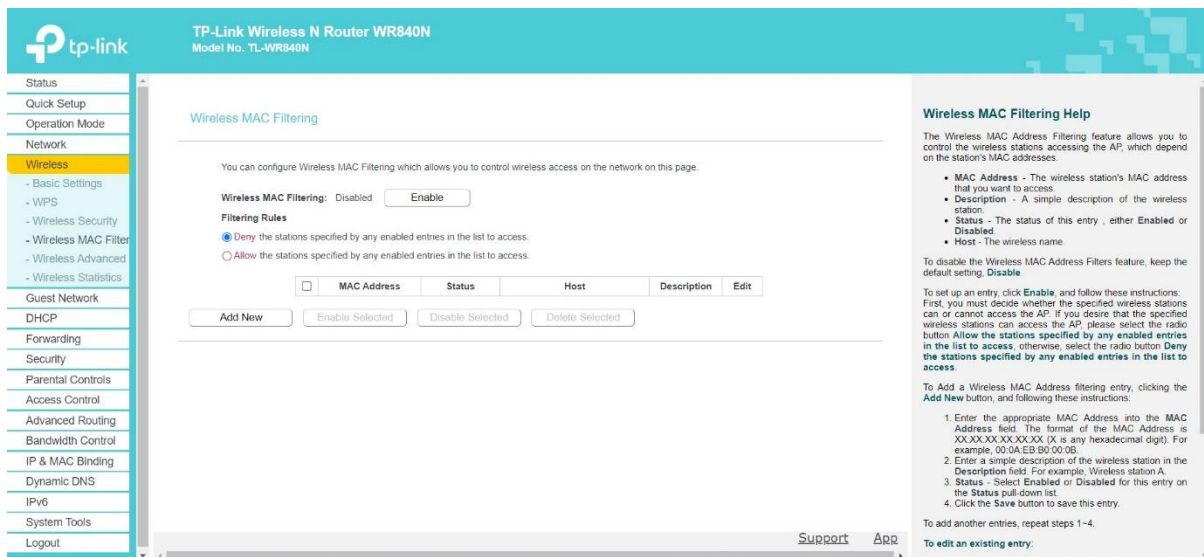 tp-link
TP-Link Wireless N Router WR840N
Model No. TL-WR840N
Status
Quick Setup
Operation Mode
Network
Wireless
- Basic Settings
- WPS
- Wireless Security
- Wireless MAC Filter
- Wireless Advanced
- Wireless Statistics
Guest Network
DHCP
Forwarding
Security
Parental Controls
Access Control
Advanced Routing
Bandwidth Control
IP & MAC Binding
Dynamic DNS
IPv6
System Tools
Logout
Wireless MAC Filtering
You can configure Wireless MAC Filtering which allows you to control wireless access on the network on this page.
Wireless MAC Filtering: Disabled Enable
Filtering Rules
Deny the stations specified by any enabled entries in the list to access.
Allow the stations specified by any enabled entries in the list to access.
MAC Address Status Host Description Edit
Add New Enable Selected Disable Selected Delete Selected
Support App
Wireless MAC Filtering Help
The Wireless MAC Address Filtering feature allows you to
control the wireless stations accessing the AP, which depend
on the station's MAC addresses.
• MAC Address - The wireless station's MAC address
that you want to access.
• Description - A simple description of the wireless
station.
• Status - The status of this entry , either Enabled or
Disabled.
• Host - The wireless name.
To disable the Wireless MAC Address Filters feature, keep the
default setting, Disable.
To set up an entry, click Enable, and follow these instructions:
First, you must decide whether the specified wireless stations
can or cannot access the AP. If you desire that the specified
wireless stations can access the AP, please select the radio
button Allow the stations specified by any enabled entries
in the list to access, otherwise, select the radio button Deny
the stations specified by any enabled entries in the list to
access.
To Add a Wireless MAC Address filtering entry, clicking the
Add New button, and following these instructions:
1. Enter the appropriate MAC Address into the MAC
Address field. The format of the MAC Address is
XX:XX:XX:XX:XX:XX (X is any hexadecimal digit). For
example, 00:0A:EB:B0:00:0B.
2. Enter a simple description of the wireless station in the
Description field. For example, Wireless station A.
3. Status - Select Enabled or Disabled for this entry on
the Status pull-down list.
4. Click the Save button to save this entry.
To add another entries, repeat steps 1~4.
To edit an existing entry: